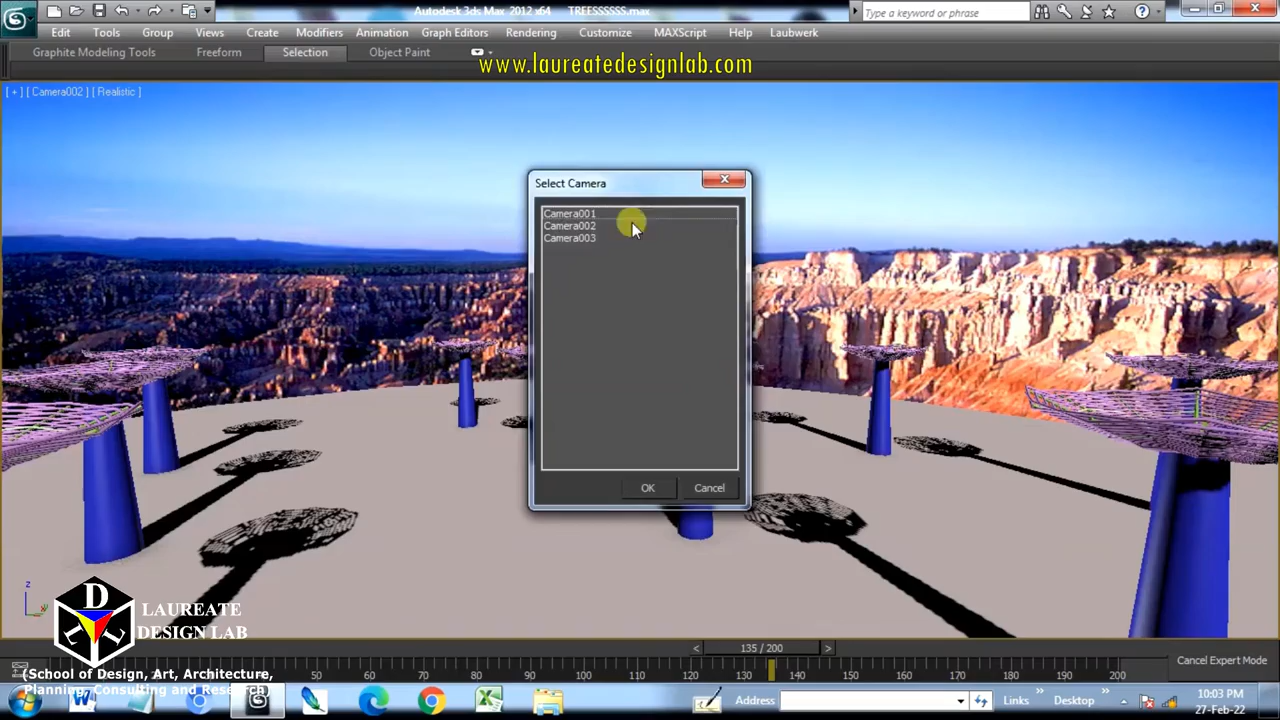 Autodesk 3ds Max 2012 x64 TREESSSSSS.max
Type a keyword or phrase
Edit Tools Group Views Create Modifiers Animation Graph Editors Rendering Customize MAXScript Help Laubwerk
Graphite Modeling Tools Freeform Selection Object Paint
www.laureatedesignlab.com
[ + ] [ Camera002 ] [ Realistic ]
Select Camera
Camera001
Camera002
Camera003
OK Cancel
z
D
LAUREATE
DESIGN LAB
(School of Design, Art, Architecture,
Planning, Consulting and Research)
< 135 / 200 >
50 60 70 80 90 100 110 120 130 140 150 160 170 180 190 200
Cancel Expert Mode
Address Links » Desktop »
10:03 PM
27-Feb-22